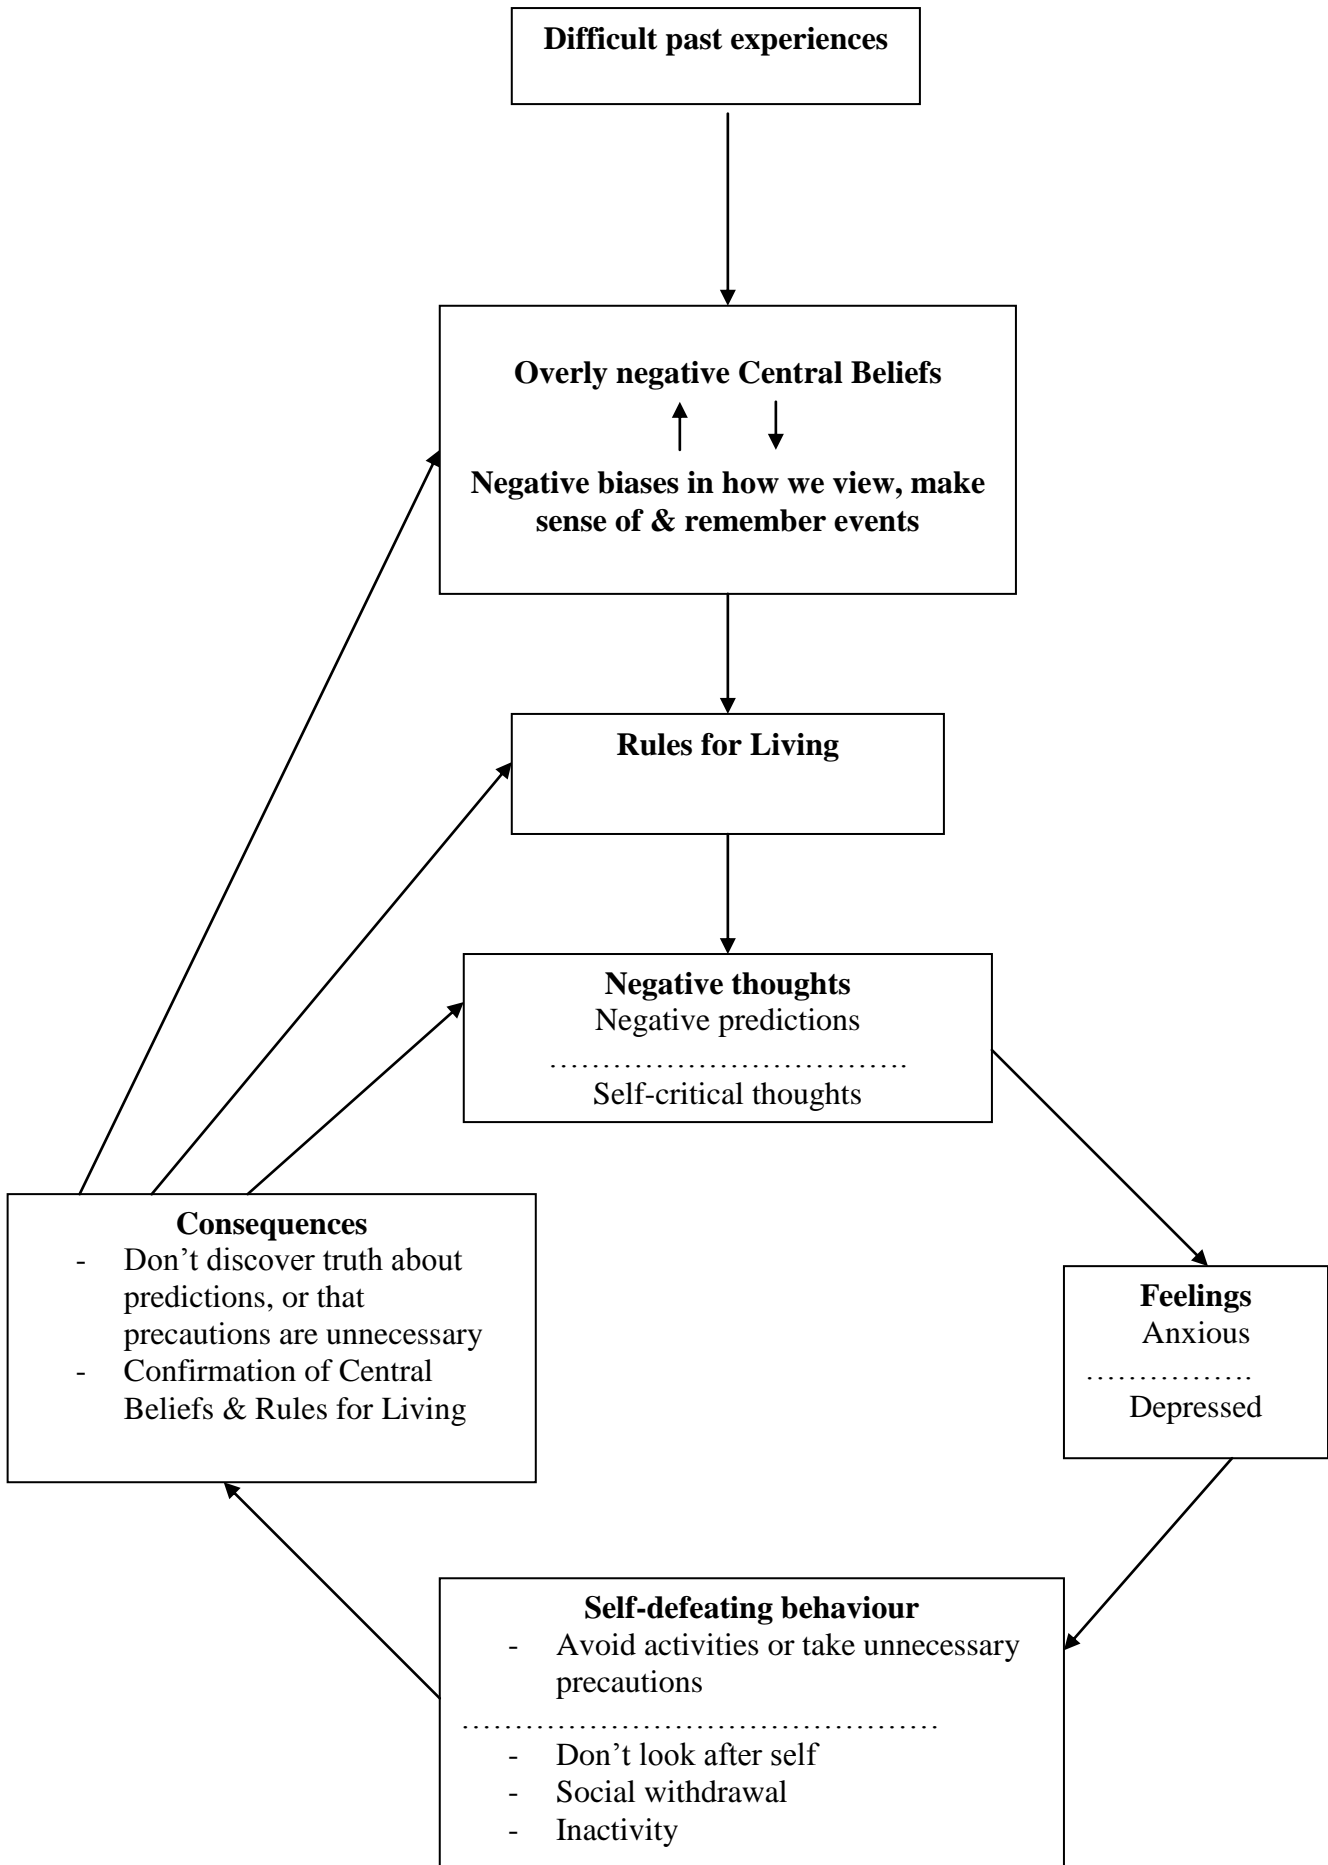 Difficult past experiences
Overly negative Central Beliefs
Negative biases in how we view, make
sense of & remember events
Rules for Living
Negative thoughts
Negative predictions
…………………………….
Self-critical thoughts
Consequences
- Don’t discover truth about
predictions, or that
precautions are unnecessary
- Confirmation of Central
Beliefs & Rules for Living
Feelings
Anxious
…………….
Depressed
Self-defeating behaviour
- Avoid activities or take unnecessary
precautions
………………………………………
- Don’t look after self
- Social withdrawal
- Inactivity